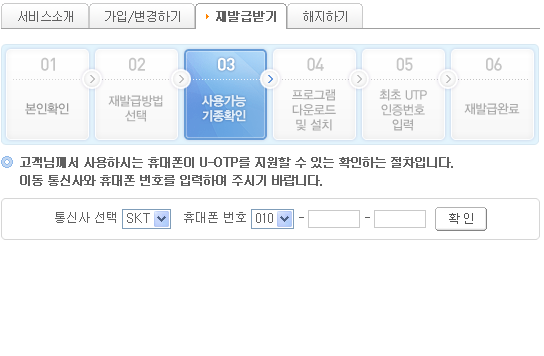 서비스소개 가입/변경하기 재발급받기 해지하기
01 02 03 04 05 06
본인확인
재발급방법
선택
사용가능
기종확인
프로그램
다운로드
및 설치
최초 UTP
인증번호
입력
재발급완료
고객님께서 사용하시는 휴대폰이 U-OTP를 지원할 수 있는 확인하는 절차입니다.
이동 통신사와 휴대폰 번호를 입력하여 주시기 바랍니다.
통신사 선택 SKT 휴대폰 번호 010 - - 확인